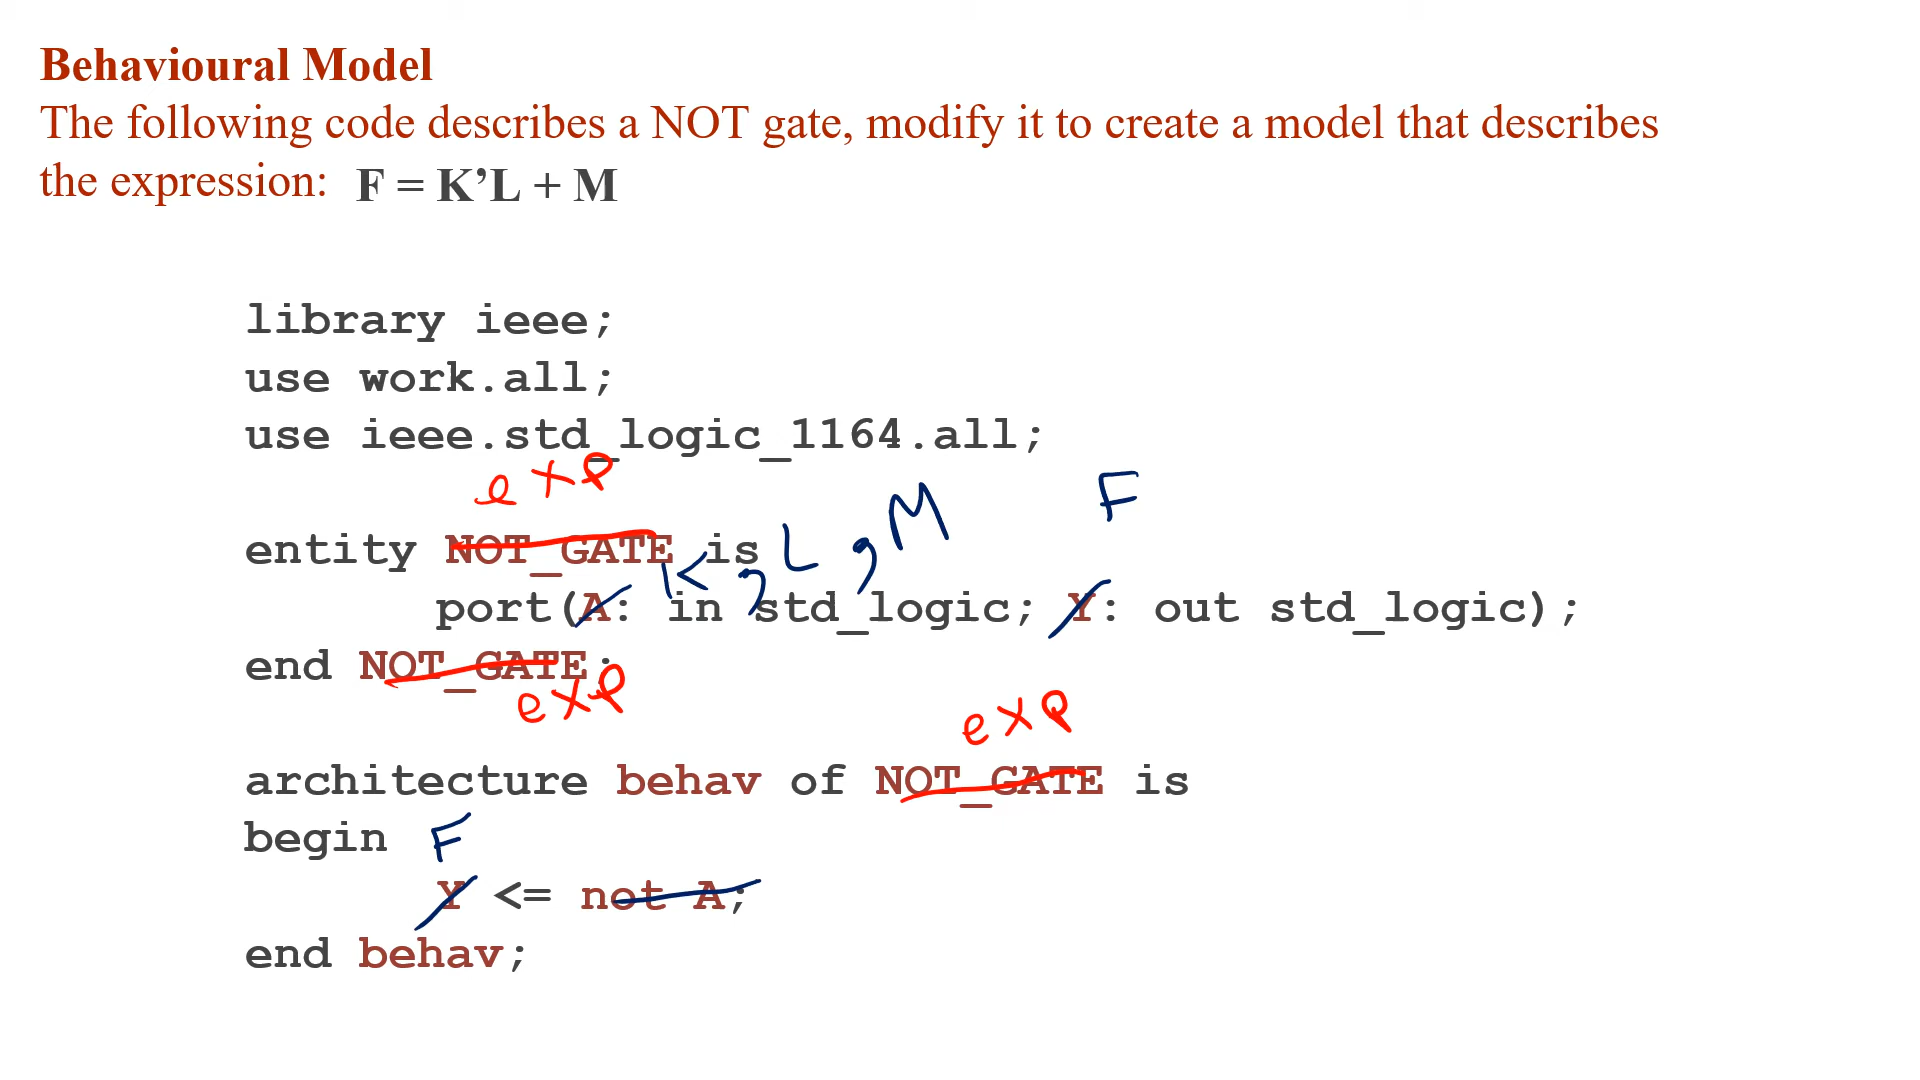 Behavioural Model
The following code describes a NOT gate, modify it to create a model that describes
the expression: F = K’L + M
library ieee;
use work.all;
use ieee.std_logic_1164.all;
exp
F
entity NOT_GATE is
K, L, M
port(A: in std_logic; Y: out std_logic);
end NOT_GATE;
exp
exp
architecture behav of NOT_GATE is
begin
F
Y <= not A;
end behav;